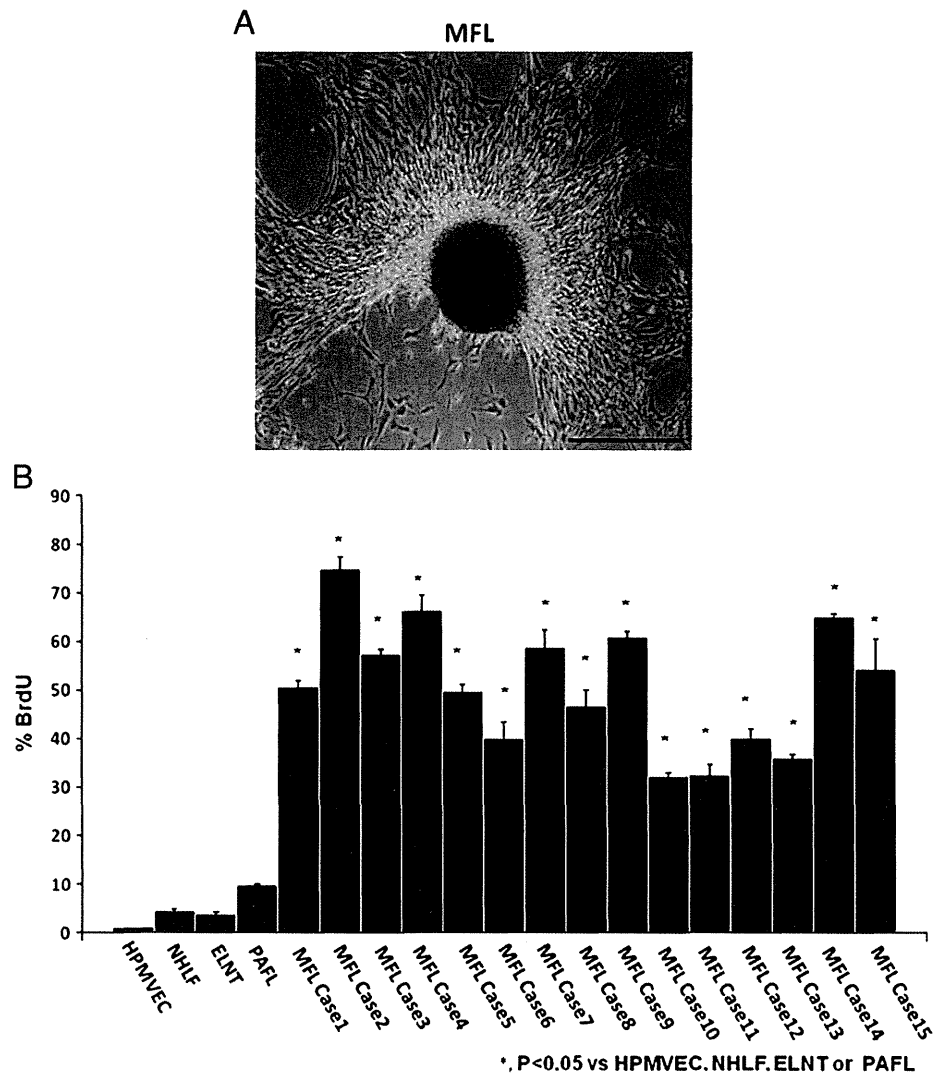 A
MFL
B
90
80
70
60
50
40
30
20
10
0
% BrdU
* * * * * * * * * * * * * * *
HPMVEC
NHLF
ELNT
PAFL
MFL Case1
MFL Case2
MFL Case3
MFL Case4
MFL Case5
MFL Case6
MFL Case7
MFL Case8
MFL Case9
MFL Case10
MFL Case11
MFL Case12
MFL Case13
MFL Case14
MFL Case15
*, P<0.05 vs HPMVEC. NHLF. ELNT or PAFL